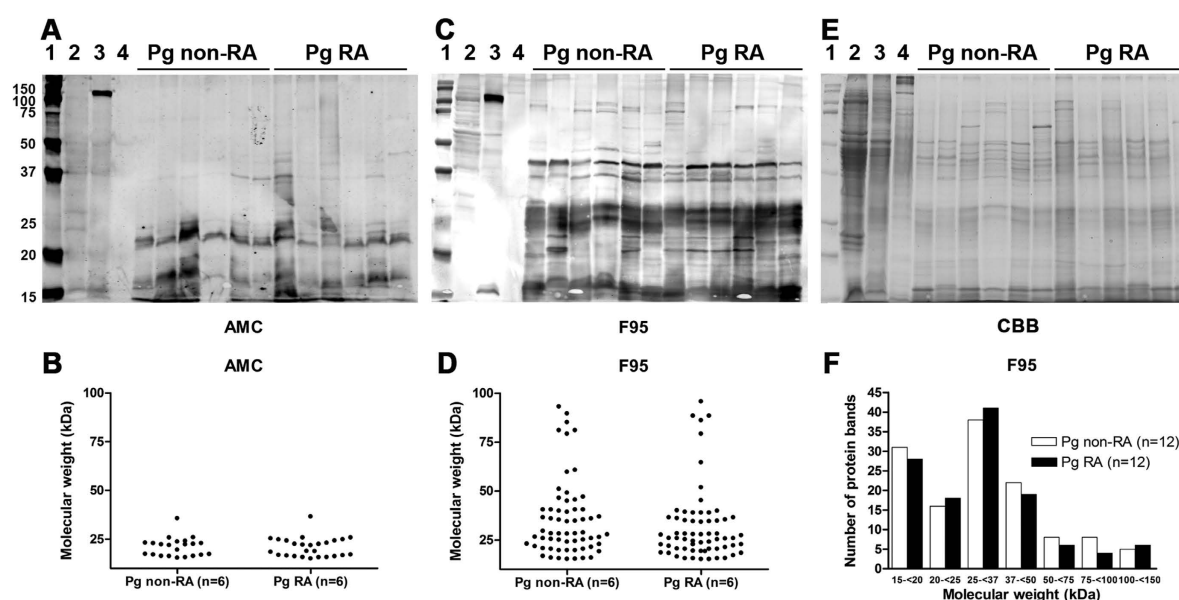 A
1 2 3 4 Pg non-RA Pg RA
150
100
75
50
37
25
20
15
AMC
C
1 2 3 4 Pg non-RA Pg RA
F95
E
1 2 3 4 Pg non-RA Pg RA
CBB
B
AMC
Molecular weight (kDa)
100
75
50
25
Pg non-RA (n=6) Pg RA (n=6)
D
F95
Molecular weight (kDa)
100
75
50
25
Pg non-RA (n=6) Pg RA (n=6)
F
F95
Number of protein bands
45
40
35
30
25
20
15
10
5
0
Pg non-RA (n=12)
Pg RA (n=12)
15-<20 20-<25 25-<37 37-<50 50-<75 75-<100 100-<150
Molecular weight (kDa)